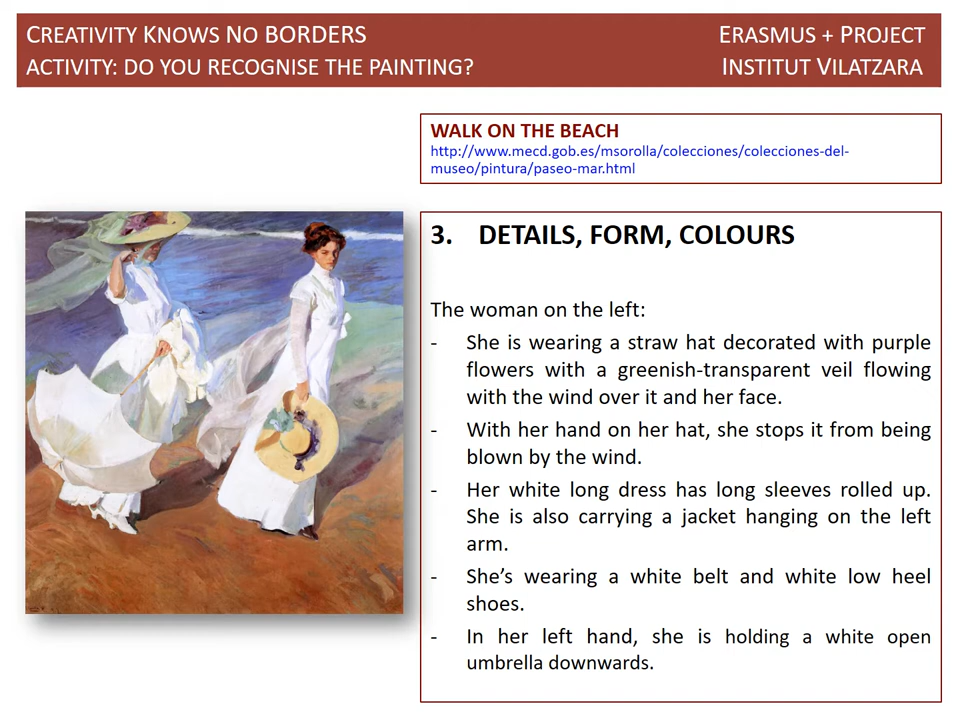 CREATIVITY KNOWS NO BORDERS
ERASMUS + PROJECT
ACTIVITY: DO YOU RECOGNISE THE PAINTING?
INSTITUT VILATZARA
WALK ON THE BEACH
http://www.mecd.gob.es/msorolla/colecciones/colecciones-del-
museo/pintura/paseo-mar.html
3. DETAILS, FORM, COLOURS
The woman on the left:
- She is wearing a straw hat decorated with purple
flowers with a greenish-transparent veil flowing
with the wind over it and her face.
- With her hand on her hat, she stops it from being
blown by the wind.
- Her white long dress has long sleeves rolled up.
She is also carrying a jacket hanging on the left
arm.
- She's wearing a white belt and white low heel
shoes.
- In her left hand, she is holding a white open
umbrella downwards.